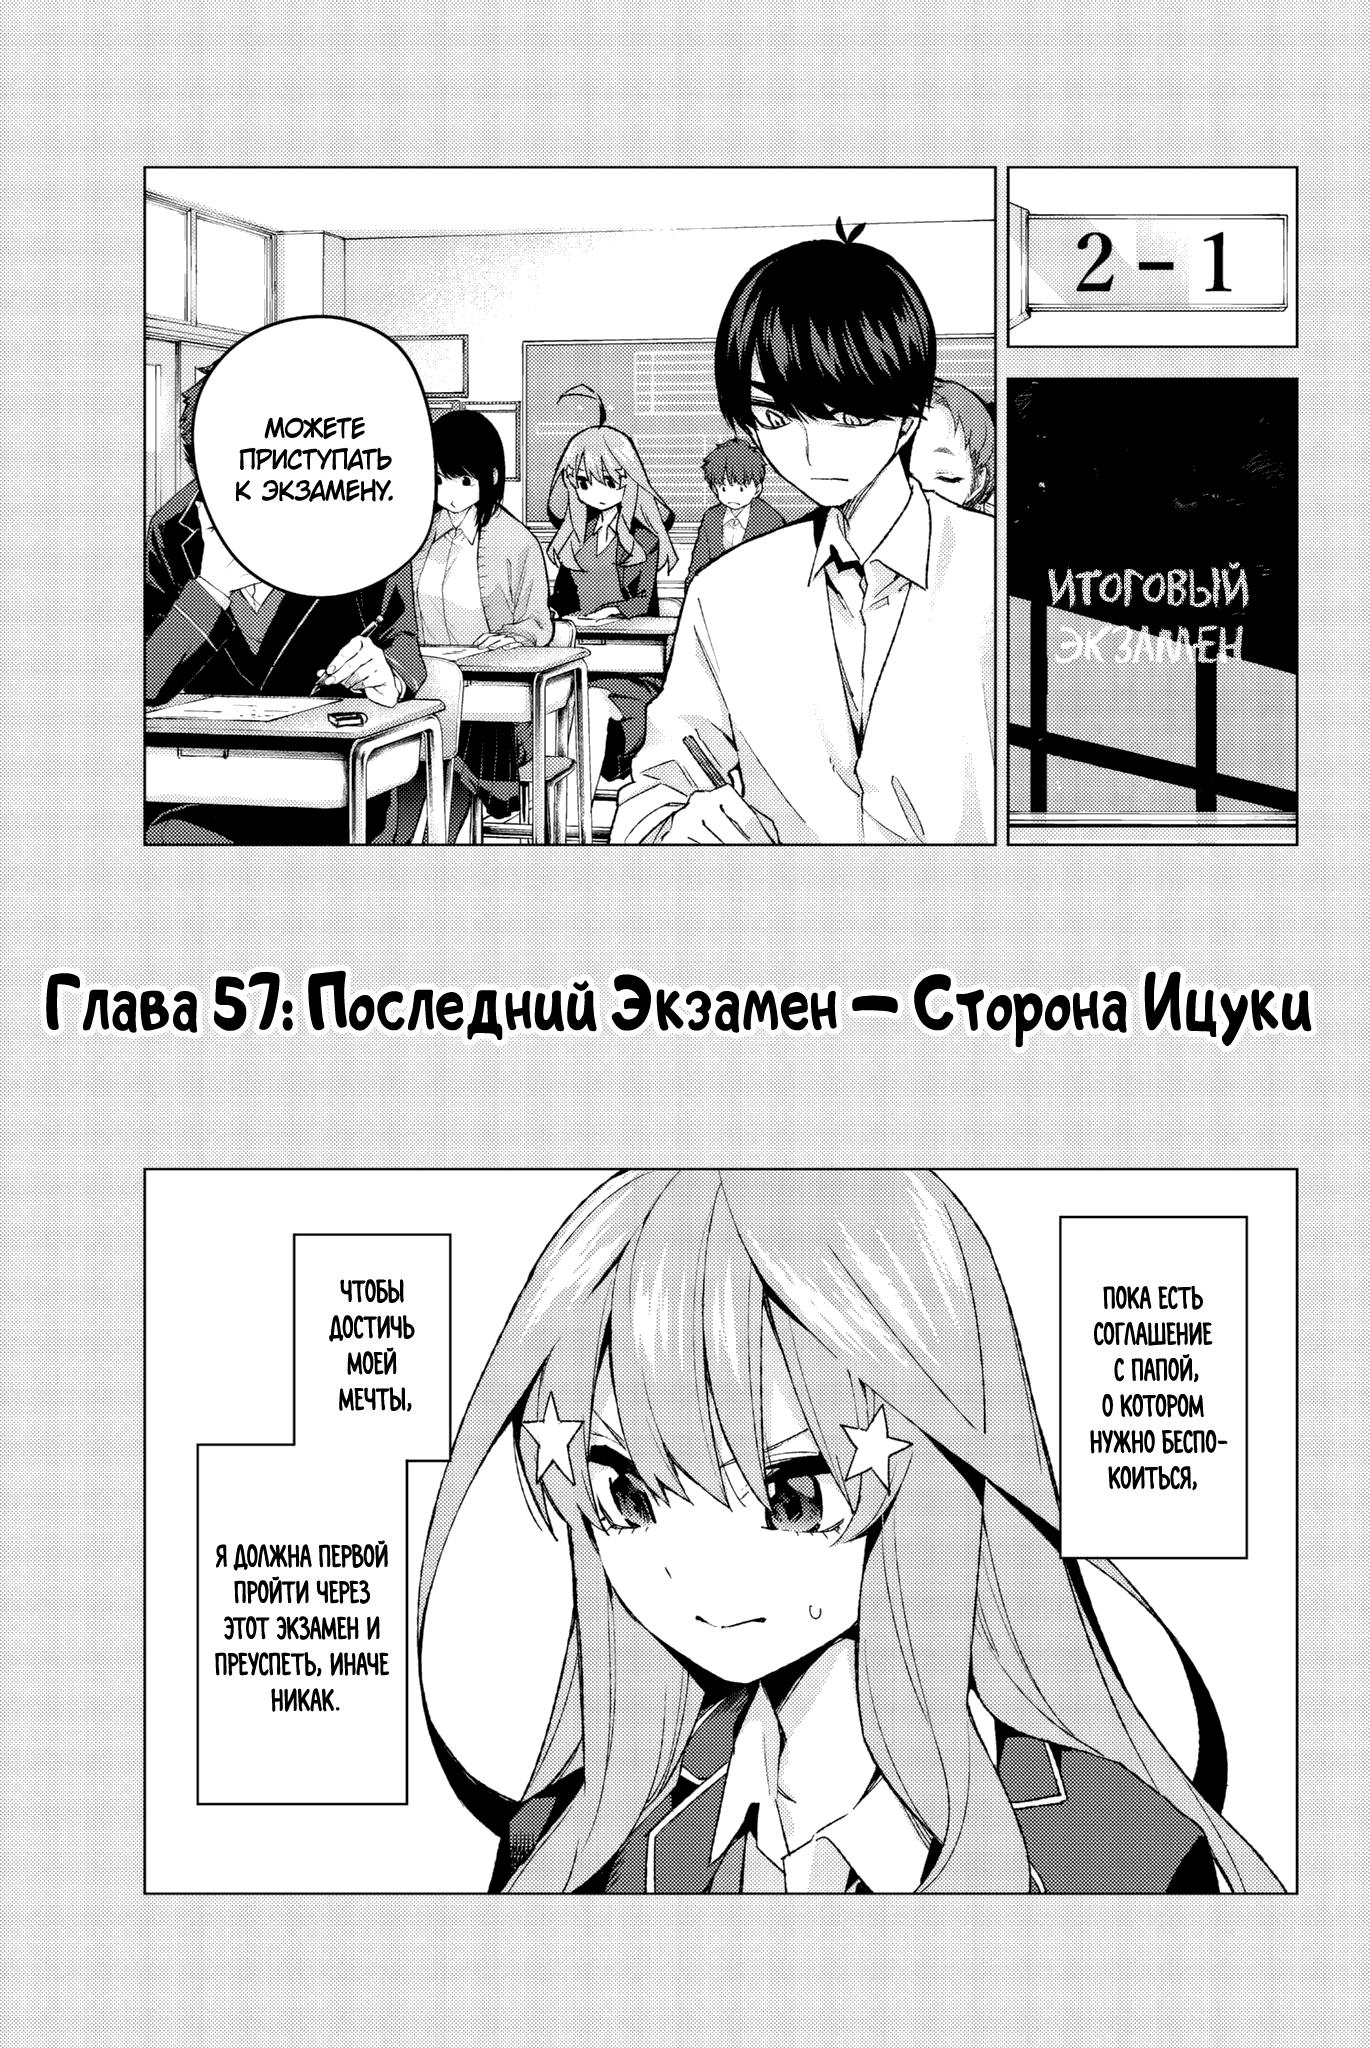 2-1
ИТОГОВЫЙ
ЭКЗАМЕН
МОЖЕТЕ
ПРИСТУПАТЬ
К ЭКЗАМЕНУ.
Глава 57: Последний Экзамен — Сторона Ицуки
ПОКА ЕСТЬ
СОГЛАШЕНИЕ
С ПАПОЙ,
О КОТОРОМ
НУЖНО БЕСПО-
КОИТЬСЯ,
ЧТОБЫ
ДОСТИЧЬ
МОЕЙ
МЕЧТЫ,
Я ДОЛЖНА ПЕРВОЙ
ПРОЙТИ ЧЕРЕЗ
ЭТОТ ЭКЗАМЕН И
ПРЕУСПЕТЬ, ИНАЧЕ
НИКАК.